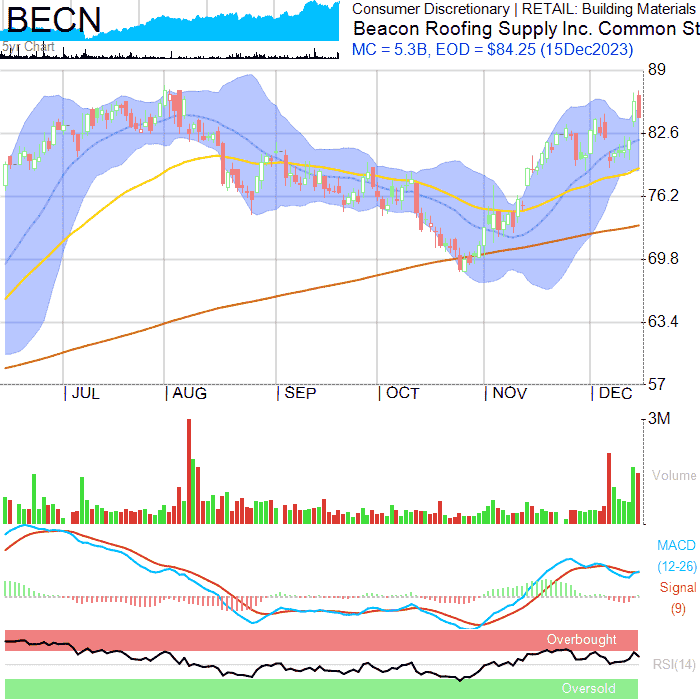 BECN
5yr Chart
Consumer Discretionary | RETAIL: Building Materials
Beacon Roofing Supply Inc. Common St
MC = 5.3B, EOD = $84.25 (15Dec2023)
89
82.6
76.2
69.8
63.4
57
JUL AUG SEP OCT NOV DEC
3M
Volume
MACD
(12-26)
Signal
(9)
Overbought
RSI(14)
Oversold